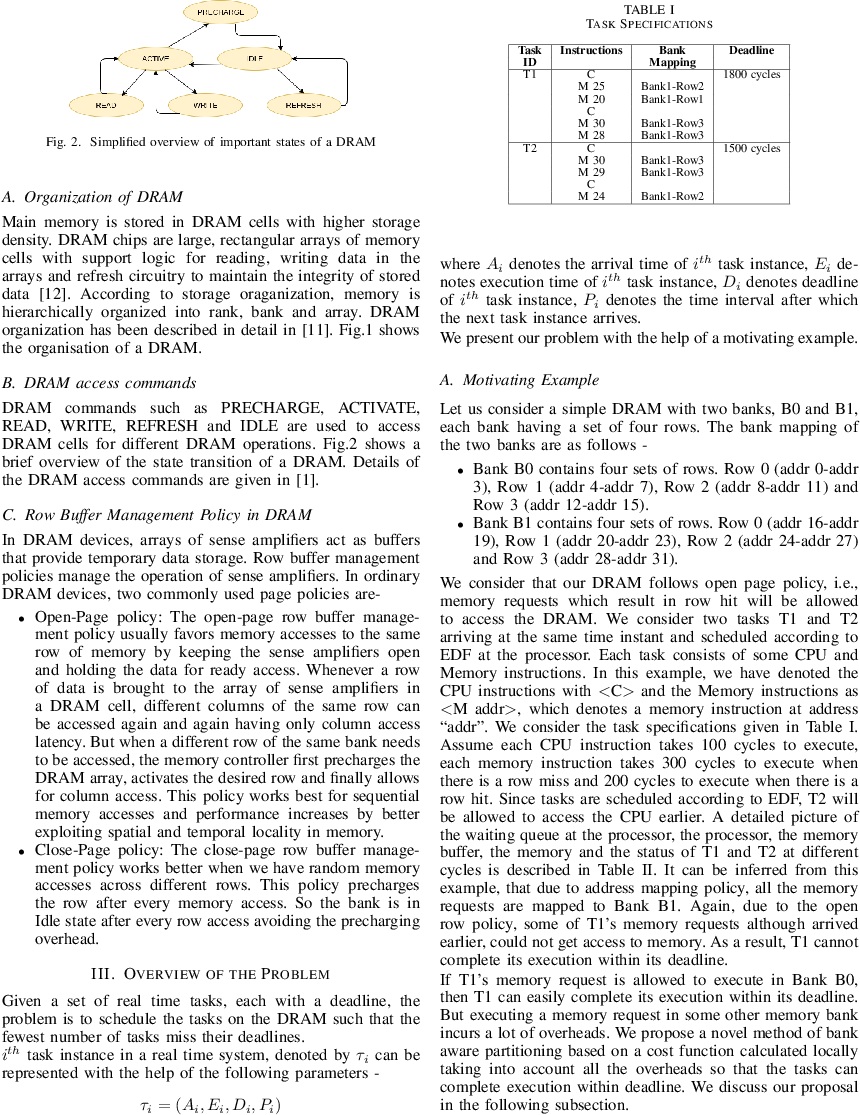 PRECHARGE
ACTIVE
IDLE
READ
WRITE
REFRESH
Fig. 2. Simplified overview of important states of a DRAM
A. Organization of DRAM
Main memory is stored in DRAM cells with higher storage
density. DRAM chips are large, rectangular arrays of memory
cells with support logic for reading, writing data in the
arrays and refresh circuitry to maintain the integrity of stored
data [12]. According to storage oraganization, memory is
hierarchically organized into rank, bank and array. DRAM
organization has been described in detail in [11]. Fig.1 shows
the organisation of a DRAM.
B. DRAM access commands
DRAM commands such as PRECHARGE, ACTIVATE,
READ, WRITE, REFRESH and IDLE are used to access
DRAM cells for different DRAM operations. Fig.2 shows a
brief overview of the state transition of a DRAM. Details of
the DRAM access commands are given in [1].
C. Row Buffer Management Policy in DRAM
In DRAM devices, arrays of sense amplifiers act as buffers
that provide temporary data storage. Row buffer management
policies manage the operation of sense amplifiers. In ordinary
DRAM devices, two commonly used page policies are-
• Open-Page policy: The open-page row buffer manage-
ment policy usually favors memory accesses to the same
row of memory by keeping the sense amplifiers open
and holding the data for ready access. Whenever a row
of data is brought to the array of sense amplifiers in
a DRAM cell, different columns of the same row can
be accessed again and again having only column access
latency. But when a different row of the same bank needs
to be accessed, the memory controller first precharges the
DRAM array, activates the desired row and finally allows
for column access. This policy works best for sequential
memory accesses and performance increases by better
exploiting spatial and temporal locality in memory.
• Close-Page policy: The close-page row buffer manage-
ment policy works better when we have random memory
accesses across different rows. This policy precharges
the row after every memory access. So the bank is in
Idle state after every row access avoiding the precharging
overhead.
III. OVERVIEW OF THE PROBLEM
Given a set of real time tasks, each with a deadline, the
problem is to schedule the tasks on the DRAM such that the
fewest number of tasks miss their deadlines.
i^{th} task instance in a real time system, denoted by τ_i can be
represented with the help of the following parameters -
τ_i = (A_i, E_i, D_i, P_i)
TABLE I
TASK SPECIFICATIONS
Task ID Instructions Bank Mapping Deadline
T1 C 1800 cycles
M 25 Bank1-Row2
M 20 Bank1-Row1
C
M 30 Bank1-Row3
M 28 Bank1-Row3
T2 C 1500 cycles
M 30 Bank1-Row3
M 29 Bank1-Row3
C
M 24 Bank1-Row2
where A_i denotes the arrival time of i^{th} task instance, E_i de-
notes execution time of i^{th} task instance, D_i denotes deadline
of i^{th} task instance, P_i denotes the time interval after which
the next task instance arrives.
We present our problem with the help of a motivating example.
A. Motivating Example
Let us consider a simple DRAM with two banks, B0 and B1,
each bank having a set of four rows. The bank mapping of
the two banks are as follows -
• Bank B0 contains four sets of rows. Row 0 (addr 0-addr
3), Row 1 (addr 4-addr 7), Row 2 (addr 8-addr 11) and
Row 3 (addr 12-addr 15).
• Bank B1 contains four sets of rows. Row 0 (addr 16-addr
19), Row 1 (addr 20-addr 23), Row 2 (addr 24-addr 27)
and Row 3 (addr 28-addr 31).
We consider that our DRAM follows open page policy, i.e.,
memory requests which result in row hit will be allowed
to access the DRAM. We consider two tasks T1 and T2
arriving at the same time instant and scheduled according to
EDF at the processor. Each task consists of some CPU and
Memory instructions. In this example, we have denoted the
CPU instructions with <C> and the Memory instructions as
<M addr>, which denotes a memory instruction at address
“addr”. We consider the task specifications given in Table I.
Assume each CPU instruction takes 100 cycles to execute,
each memory instruction takes 300 cycles to execute when
there is a row miss and 200 cycles to execute when there is a
row hit. Since tasks are scheduled according to EDF, T2 will
be allowed to access the CPU earlier. A detailed picture of
the waiting queue at the processor, the processor, the memory
buffer, the memory and the status of T1 and T2 at different
cycles is described in Table II. It can be inferred from this
example, that due to address mapping policy, all the memory
requests are mapped to Bank B1. Again, due to the open
row policy, some of T1's memory requests although arrived
earlier, could not get access to memory. As a result, T1 cannot
complete its execution within its deadline.
If T1's memory request is allowed to execute in Bank B0,
then T1 can easily complete its execution within its deadline.
But executing a memory request in some other memory bank
incurs a lot of overheads. We propose a novel method of bank
aware partitioning based on a cost function calculated locally
taking into account all the overheads so that the tasks can
complete execution within deadline. We discuss our proposal
in the following subsection.